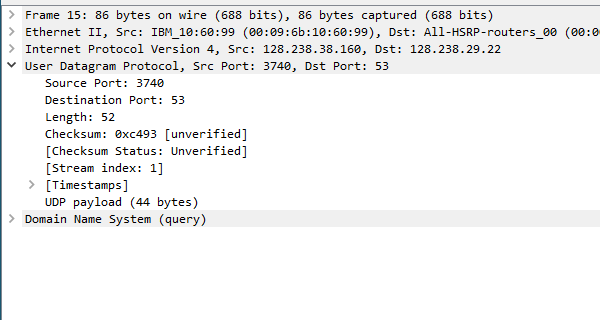 Frame 15: 86 bytes on wire (688 bits), 86 bytes captured (688 bits)
Ethernet II, Src: IBM_10:60:99 (00:09:6b:10:60:99), Dst: All-HSRP-routers_00 (00:0
Internet Protocol Version 4, Src: 128.238.38.160, Dst: 128.238.29.22
User Datagram Protocol, Src Port: 3740, Dst Port: 53
Source Port: 3740
Destination Port: 53
Length: 52
Checksum: 0xc493 [unverified]
[Checksum Status: Unverified]
[Stream index: 1]
[Timestamps]
UDP payload (44 bytes)
Domain Name System (query)